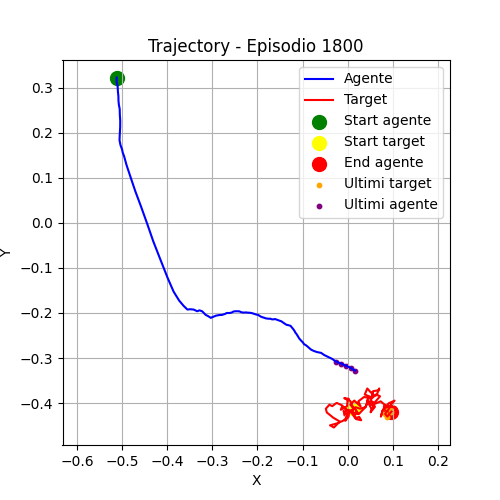 Trajectory - Episodio 1800
Agente
Target
Start agente
Start target
End agente
Ultimi target
Ultimi agente
Y
0.3
0.2
0.1
0.0
−0.1
−0.2
−0.3
−0.4
−0.6 −0.5 −0.4 −0.3 −0.2 −0.1 0.0 0.1 0.2
X